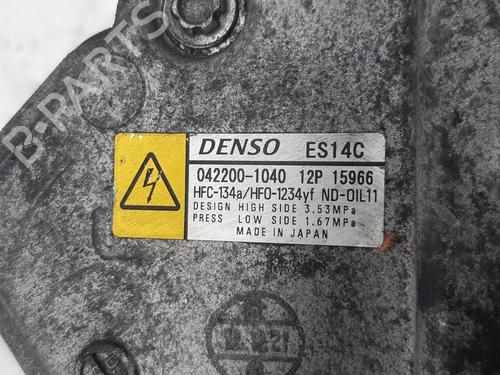 B-PARTS
DENSO ES14C
042200-1040 12P 15966
HFC-134a/HFO-1234yf ND-OIL11
DESIGN HIGH SIDE 3.53MPa
PRESS LOW SIDE 1.67MPa
MADE IN JAPAN